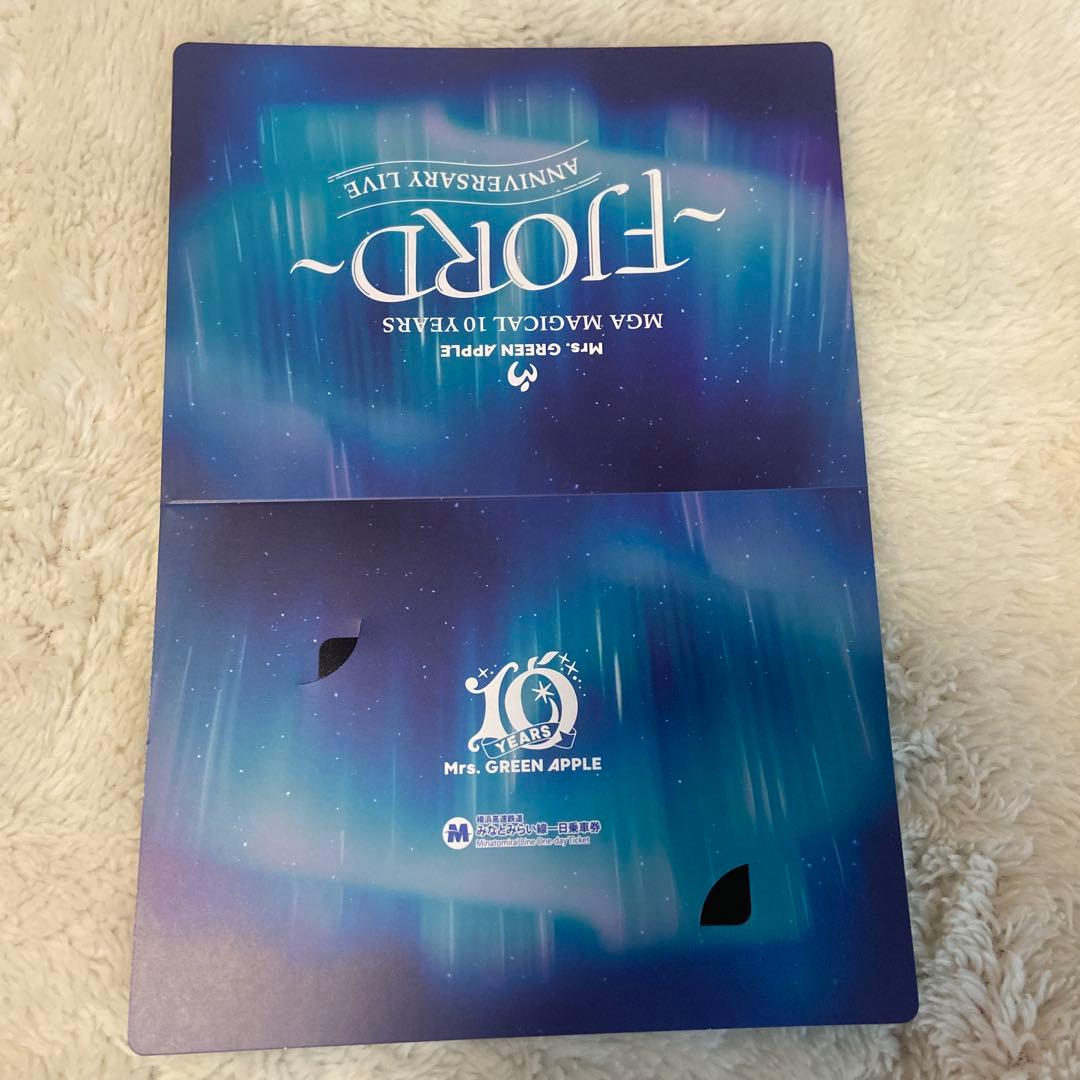 Mrs. GREEN APPLE
MGA MAGICAL 10 YEARS
~FJORD~
ANNIVERSARY LIVE
10
YEARS
Mrs. GREEN APPLE
M
横浜高速鉄道
みなとみらい線一日乗車券
Minatomirai Line One-day Ticket